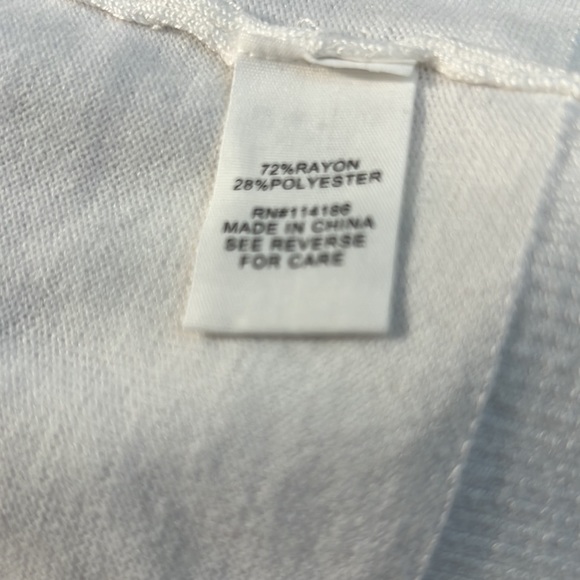 72%RAYON
28%POLYESTER
RN#114186
MADE IN CHINA
SEE REVERSE
FOR CARE